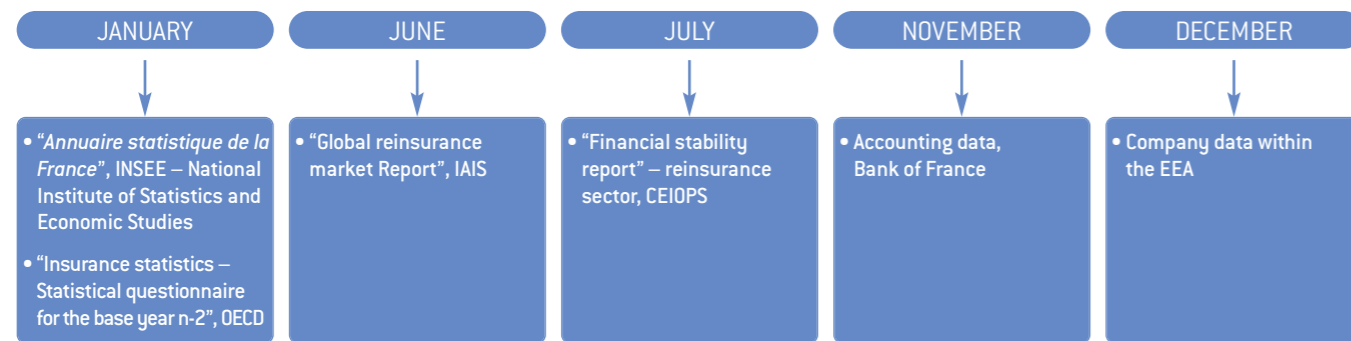 JANUARY
JUNE
JULY
NOVEMBER
DECEMBER
• “Annuaire statistique de la
France”, INSEE – National
Institute of Statistics and
Economic Studies
• “Insurance statistics –
Statistical questionnaire
for the base year n-2”, OECD
• “Global reinsurance
market Report”, IAIS
• “Financial stability
report” – reinsurance
sector, CEIOPS
• Accounting data,
Bank of France
• Company data within
the EEA